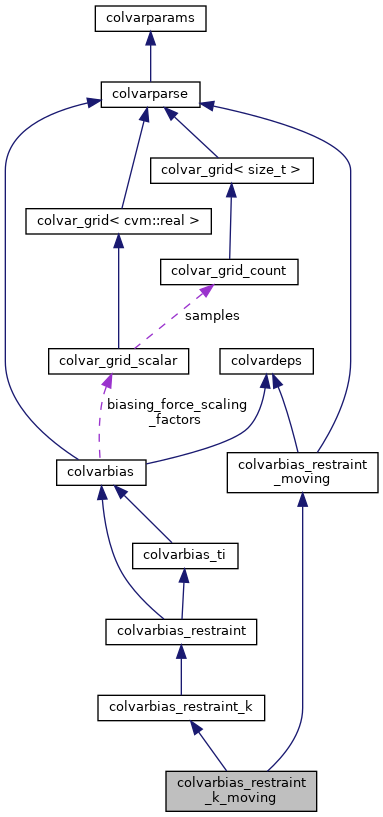 colvarparams
colvarparse
colvar_grid< size_t >
colvar_grid< cvm::real >
colvar_grid_count
samples
colvar_grid_scalar
colvardeps
biasing_force_scaling
_factors
colvarbias
colvarbias_restraint
_moving
colvarbias_ti
colvarbias_restraint
colvarbias_restraint_k
colvarbias_restraint
_k_moving